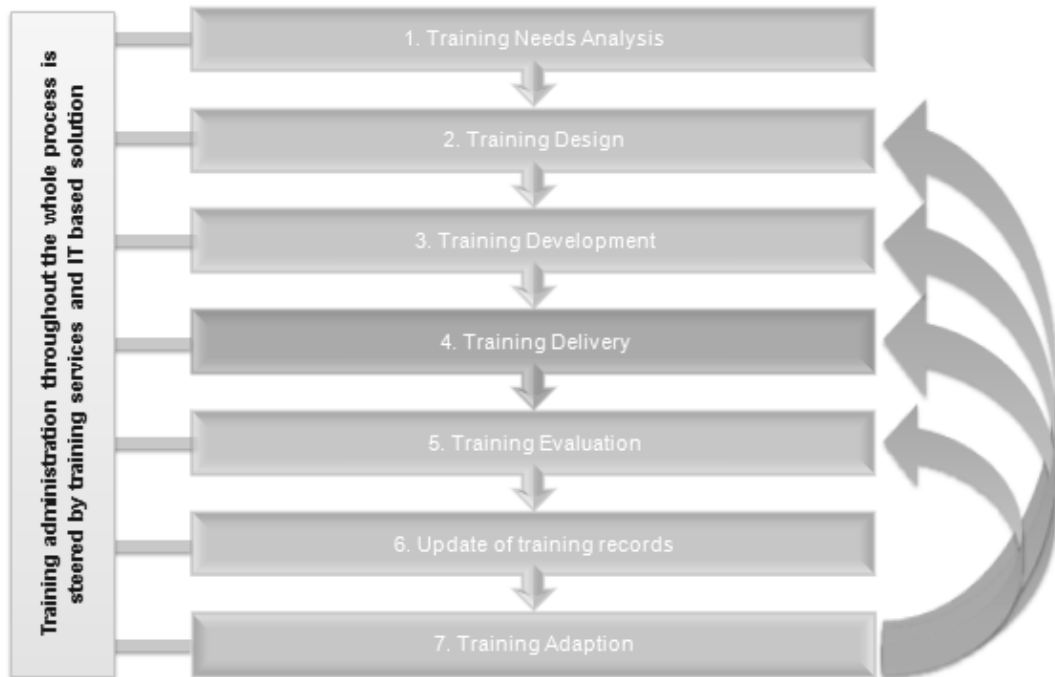 Training administration throughout the whole process is
steered by training services and IT based solution
1. Training Needs Analysis
2. Training Design
3. Training Development
4. Training Delivery
5. Training Evaluation
6. Update of training records
7. Training Adaption